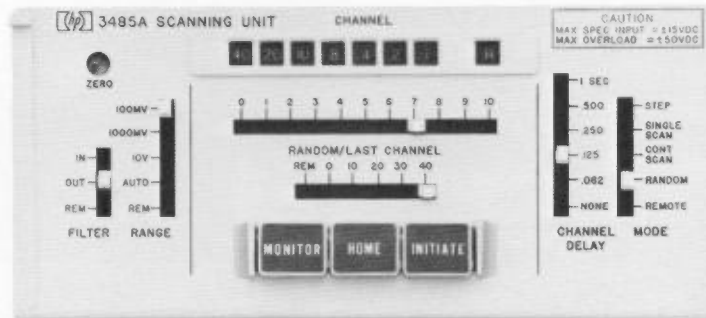 hp 3485A SCANNING UNIT
CHANNEL
CAUTION
MAX SPEC INPUT = ±15VDC
MAX OVERLOAD = ±50VDC
40 20 10 8 4 2 1 H
ZERO
100MV
1000MV
10V
AUTO
REM
IN
OUT
REM
FILTER
RANGE
0 1 2 3 4 5 6 7 8 9 10
RANDOM/LAST CHANNEL
REM 0 10 20 30 40
MONITOR
HOME
INITIATE
1 SEC
.500
.250
.125
.062
NONE
CHANNEL
DELAY
STEP
SINGLE
SCAN
CONT
SCAN
RANDOM
REMOTE
MODE